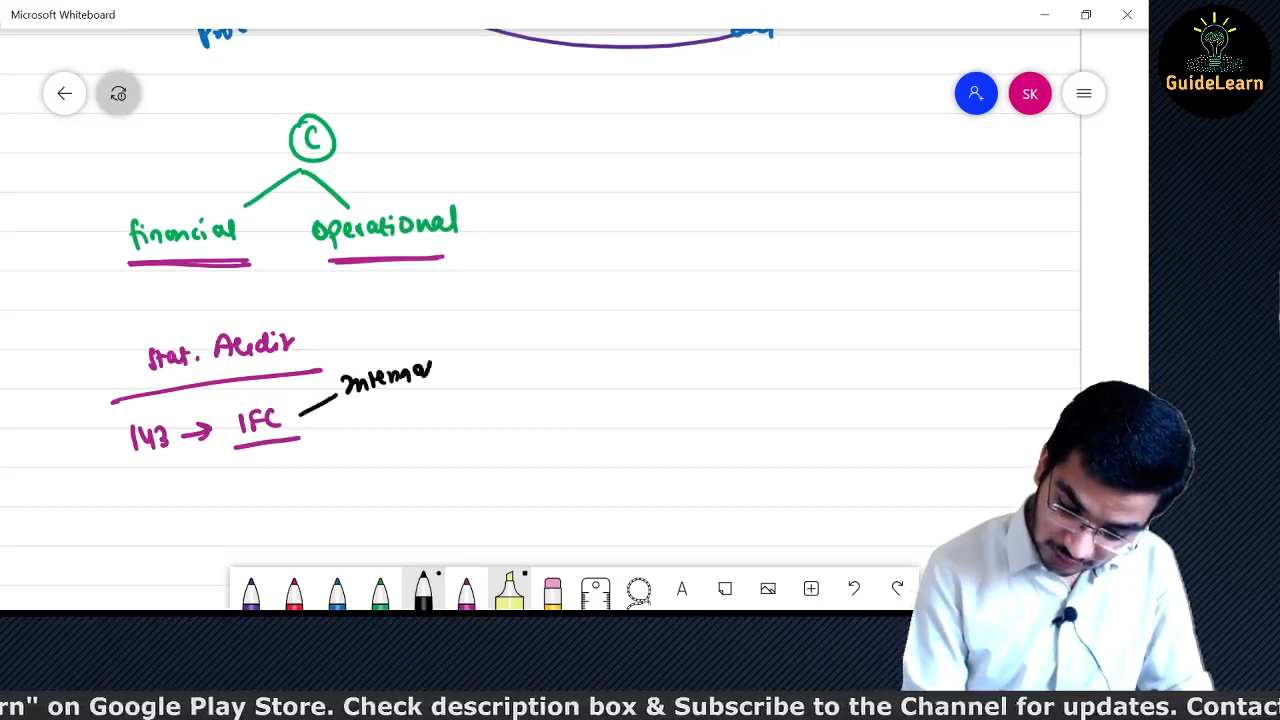 Microsoft Whiteboard
GuideLearn
SK
C
financial operational
Stat. Audit
Internal
143 → IFC
A
rn" on Google Play Store. Check description box & Subscribe to the Channel for updates. Contact